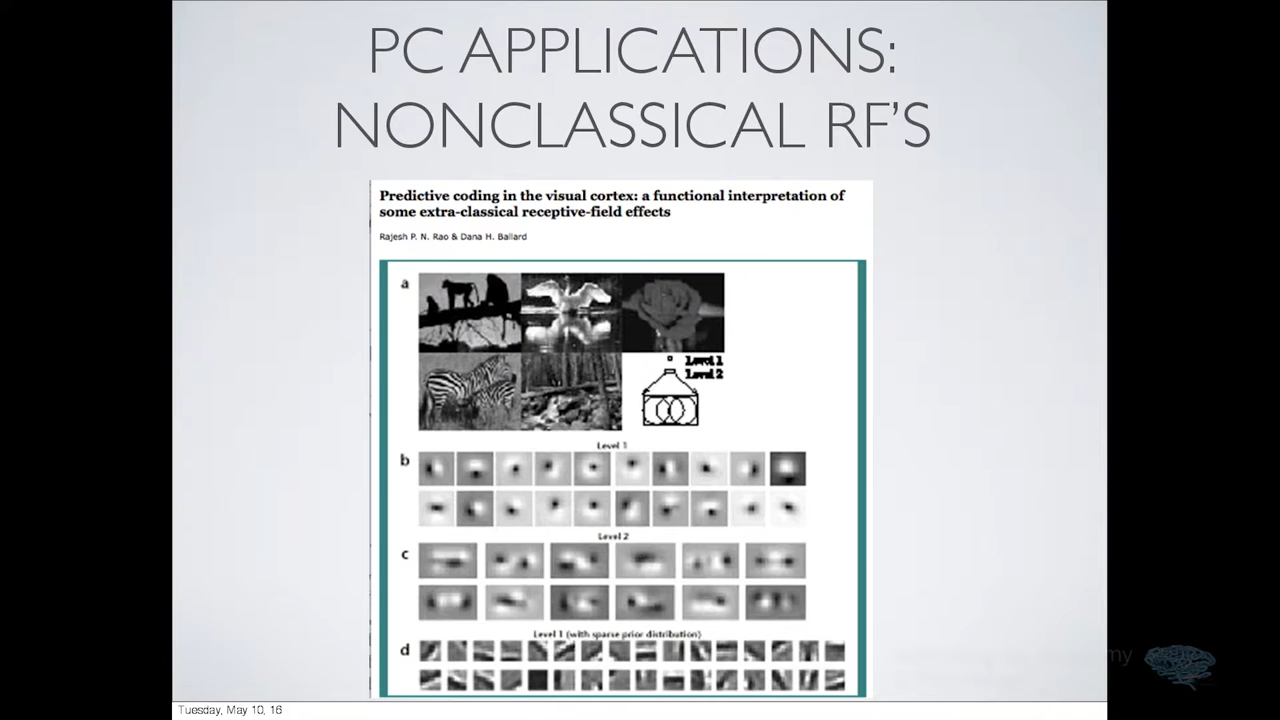 PC APPLICATIONS:
NONCLASSICAL RF'S
Predictive coding in the visual cortex: a functional interpretation of
some extra-classical receptive-field effects
Rajesh P. N. Rao & Dana H. Ballard
a
Level 1
Level 2
Level 1
b
Level 2
c
Level 1 (with sparse prior distribution)
d
my
Tuesday, May 10, 16